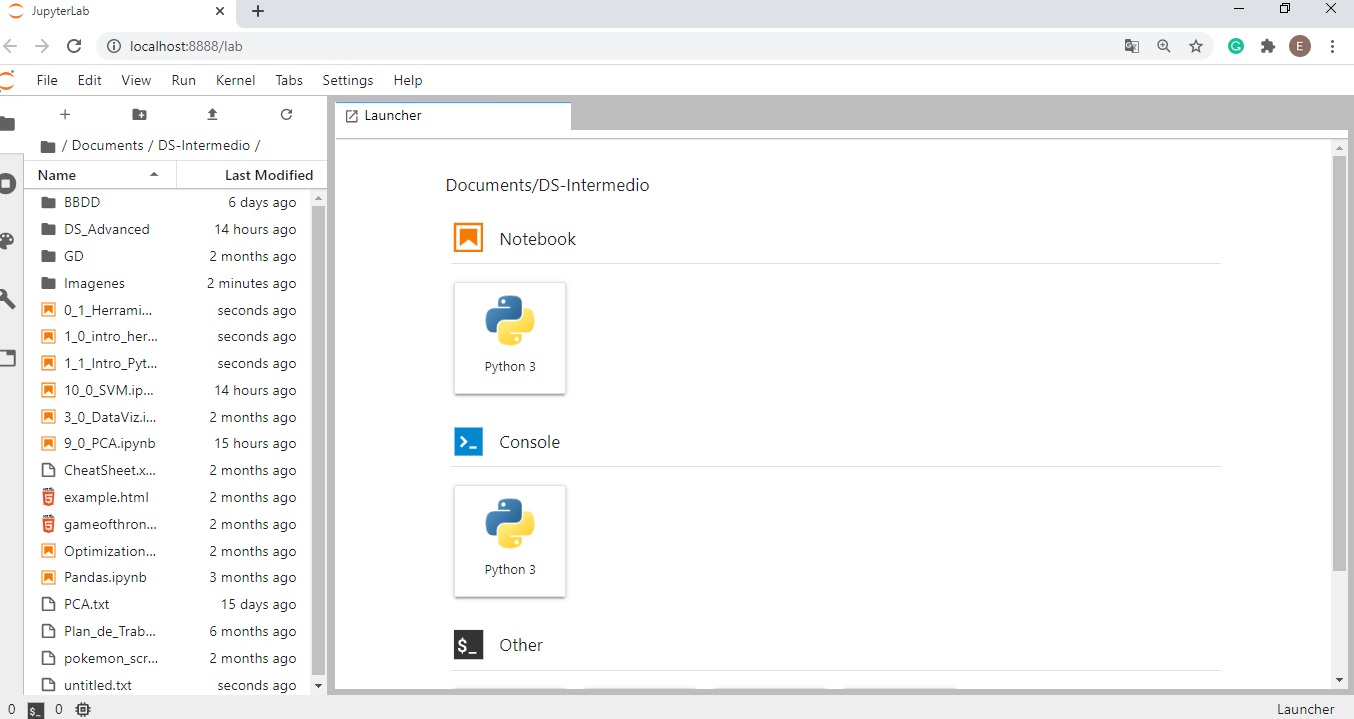 JupyterLab
localhost:8888/lab
E
File Edit View Run Kernel Tabs Settings Help
Launcher
/ Documents / DS-Intermedio /
Name Last Modified
BBDD 6 days ago
DS_Advanced 14 hours ago
GD 2 months ago
Imagenes 2 minutes ago
0_1_Herrami... seconds ago
1_0_intro_her... seconds ago
1_1_Intro_Pyt... seconds ago
10_0_SVM.ip... 14 hours ago
3_0_DataViz.i... 2 months ago
9_0_PCA.ipynb 15 hours ago
CheatSheet.x... 2 months ago
example.html 2 months ago
gameofthron... 2 months ago
Optimization... 2 months ago
Pandas.ipynb 3 months ago
PCA.txt 15 days ago
Plan_de_Trab... 6 months ago
pokemon_scr... 2 months ago
untitled.txt seconds ago
Documents/DS-Intermedio
Notebook
Python 3
>_ Console
Python 3
$_ Other
0 $_ 0 Launcher